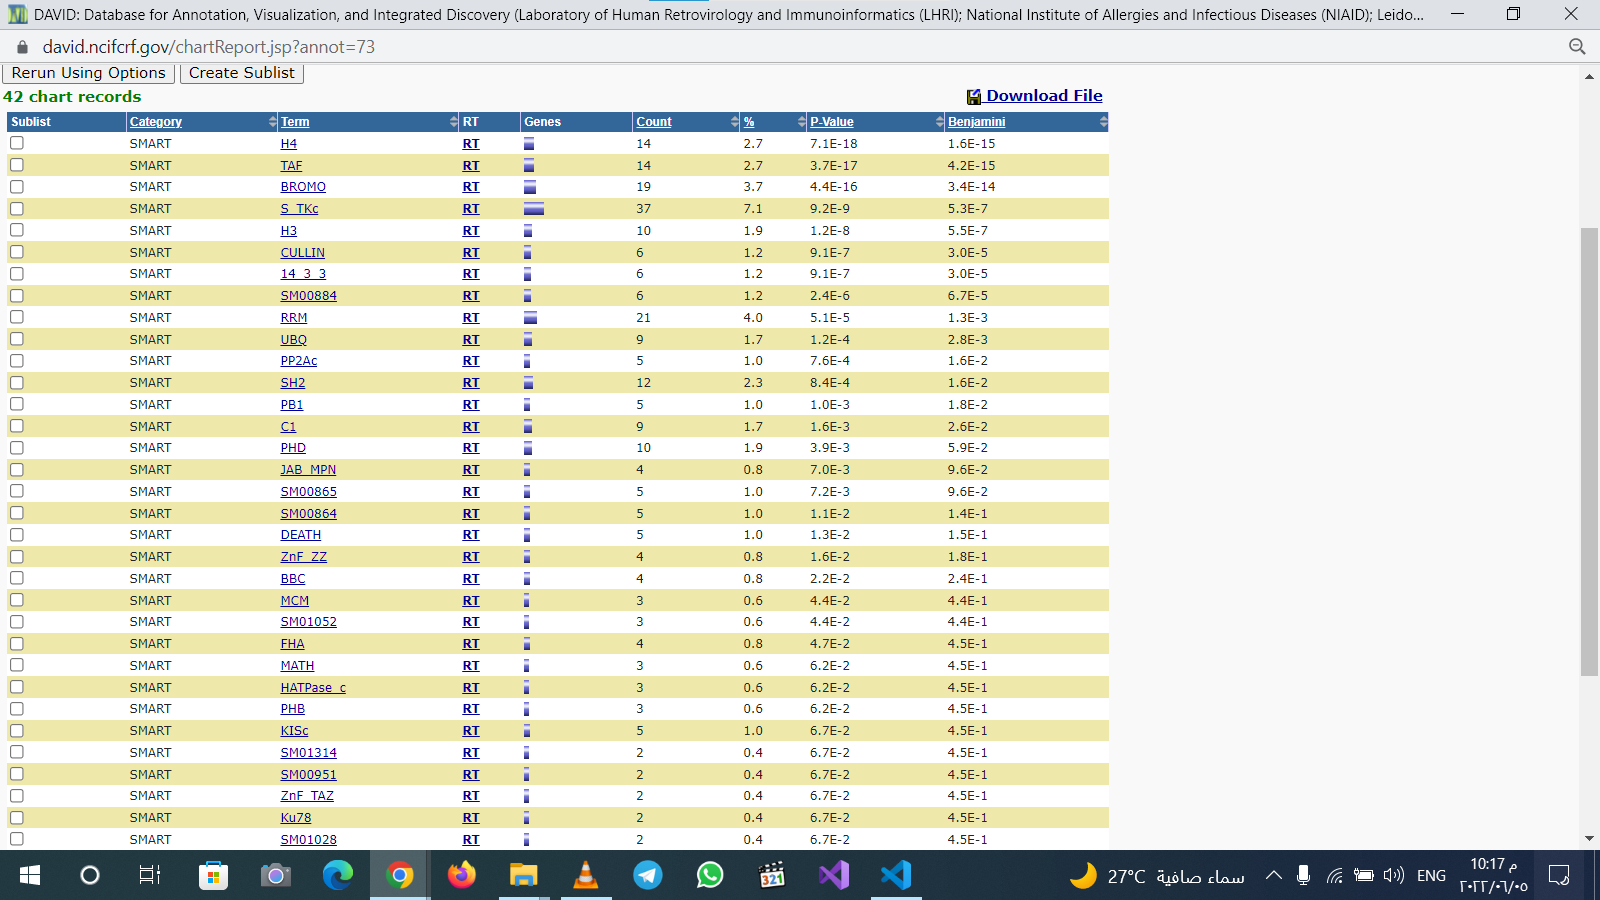 DAVID: Database for Annotation, Visualization, and Integrated Discovery (Laboratory of Human Retrovirology and Immunoinformatics (LHRI); National Institute of Allergies and Infectious Diseases (NIAID); Leido...
david.ncifcrf.gov/chartReport.jsp?annot=73
Rerun Using Options Create Sublist
42 chart records Download File
Sublist Category Term RT Genes Count % P-Value Benjamini
SMART H4 RT 14 2.7 7.1E-18 1.6E-15
SMART TAF RT 14 2.7 3.7E-17 4.2E-15
SMART BROMO RT 19 3.7 4.4E-16 3.4E-14
SMART S_TKc RT 37 7.1 9.2E-9 5.3E-7
SMART H3 RT 10 1.9 1.2E-8 5.5E-7
SMART CULLIN RT 6 1.2 9.1E-7 3.0E-5
SMART 14_3_3 RT 6 1.2 9.1E-7 3.0E-5
SMART SM00884 RT 6 1.2 2.4E-6 6.7E-5
SMART RRM RT 21 4.0 5.1E-5 1.3E-3
SMART UBQ RT 9 1.7 1.2E-4 2.8E-3
SMART PP2Ac RT 5 1.0 7.6E-4 1.6E-2
SMART SH2 RT 12 2.3 8.4E-4 1.6E-2
SMART PB1 RT 5 1.0 1.0E-3 1.8E-2
SMART C1 RT 9 1.7 1.6E-3 2.6E-2
SMART PHD RT 10 1.9 3.9E-3 5.9E-2
SMART JAB_MPN RT 4 0.8 7.0E-3 9.6E-2
SMART SM00865 RT 5 1.0 7.2E-3 9.6E-2
SMART SM00864 RT 5 1.0 1.1E-2 1.4E-1
SMART DEATH RT 5 1.0 1.3E-2 1.5E-1
SMART ZnF_ZZ RT 4 0.8 1.6E-2 1.8E-1
SMART BBC RT 4 0.8 2.2E-2 2.4E-1
SMART MCM RT 3 0.6 4.4E-2 4.4E-1
SMART SM01052 RT 3 0.6 4.4E-2 4.4E-1
SMART FHA RT 4 0.8 4.7E-2 4.5E-1
SMART MATH RT 3 0.6 6.2E-2 4.5E-1
SMART HATPase_c RT 3 0.6 6.2E-2 4.5E-1
SMART PHB RT 3 0.6 6.2E-2 4.5E-1
SMART KISc RT 5 1.0 6.7E-2 4.5E-1
SMART SM01314 RT 2 0.4 6.7E-2 4.5E-1
SMART SM00951 RT 2 0.4 6.7E-2 4.5E-1
SMART ZnF_TAZ RT 2 0.4 6.7E-2 4.5E-1
SMART Ku78 RT 2 0.4 6.7E-2 4.5E-1
SMART SM01028 RT 2 0.4 6.7E-2 4.5E-1
321 27°C سماء صافية ENG 10:17 م
٢٠٢٢/٠٦/٠٥